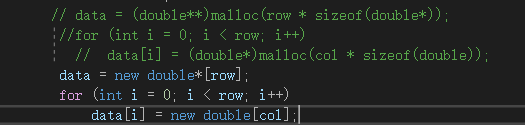 // data = (double**)malloc(row * sizeof(double*));
//for (int i = 0; i < row; i++)
//  data[i] = (double*)malloc(col * sizeof(double));
data = new double*[row];
for (int i = 0; i < row; i++)
data[i] = new double[col];